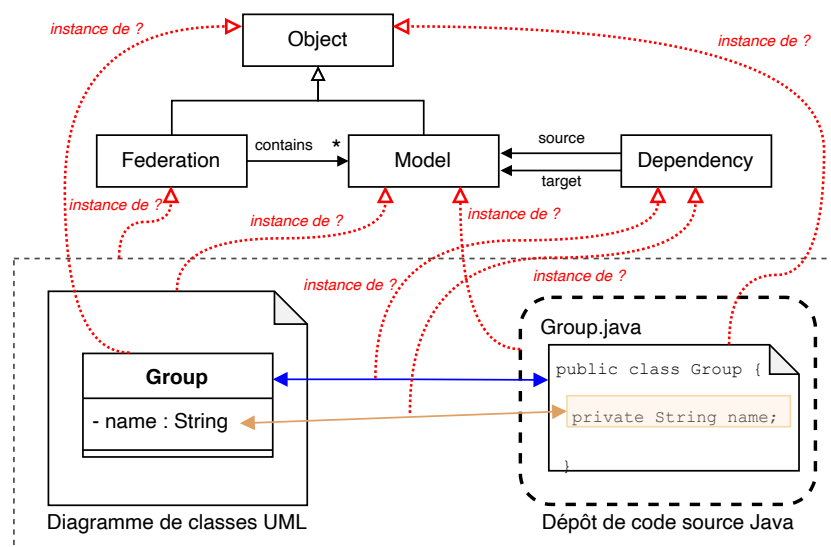 instance de ?
Object
instance de ?
Federation
contains
*
Model
source
target
Dependency
instance de ?
instance de ?
instance de ?
instance de ?
instance de ?
Group
- name : String
Group.java
public class Group {
private String name;
}
Diagramme de classes UML
Dépôt de code source Java